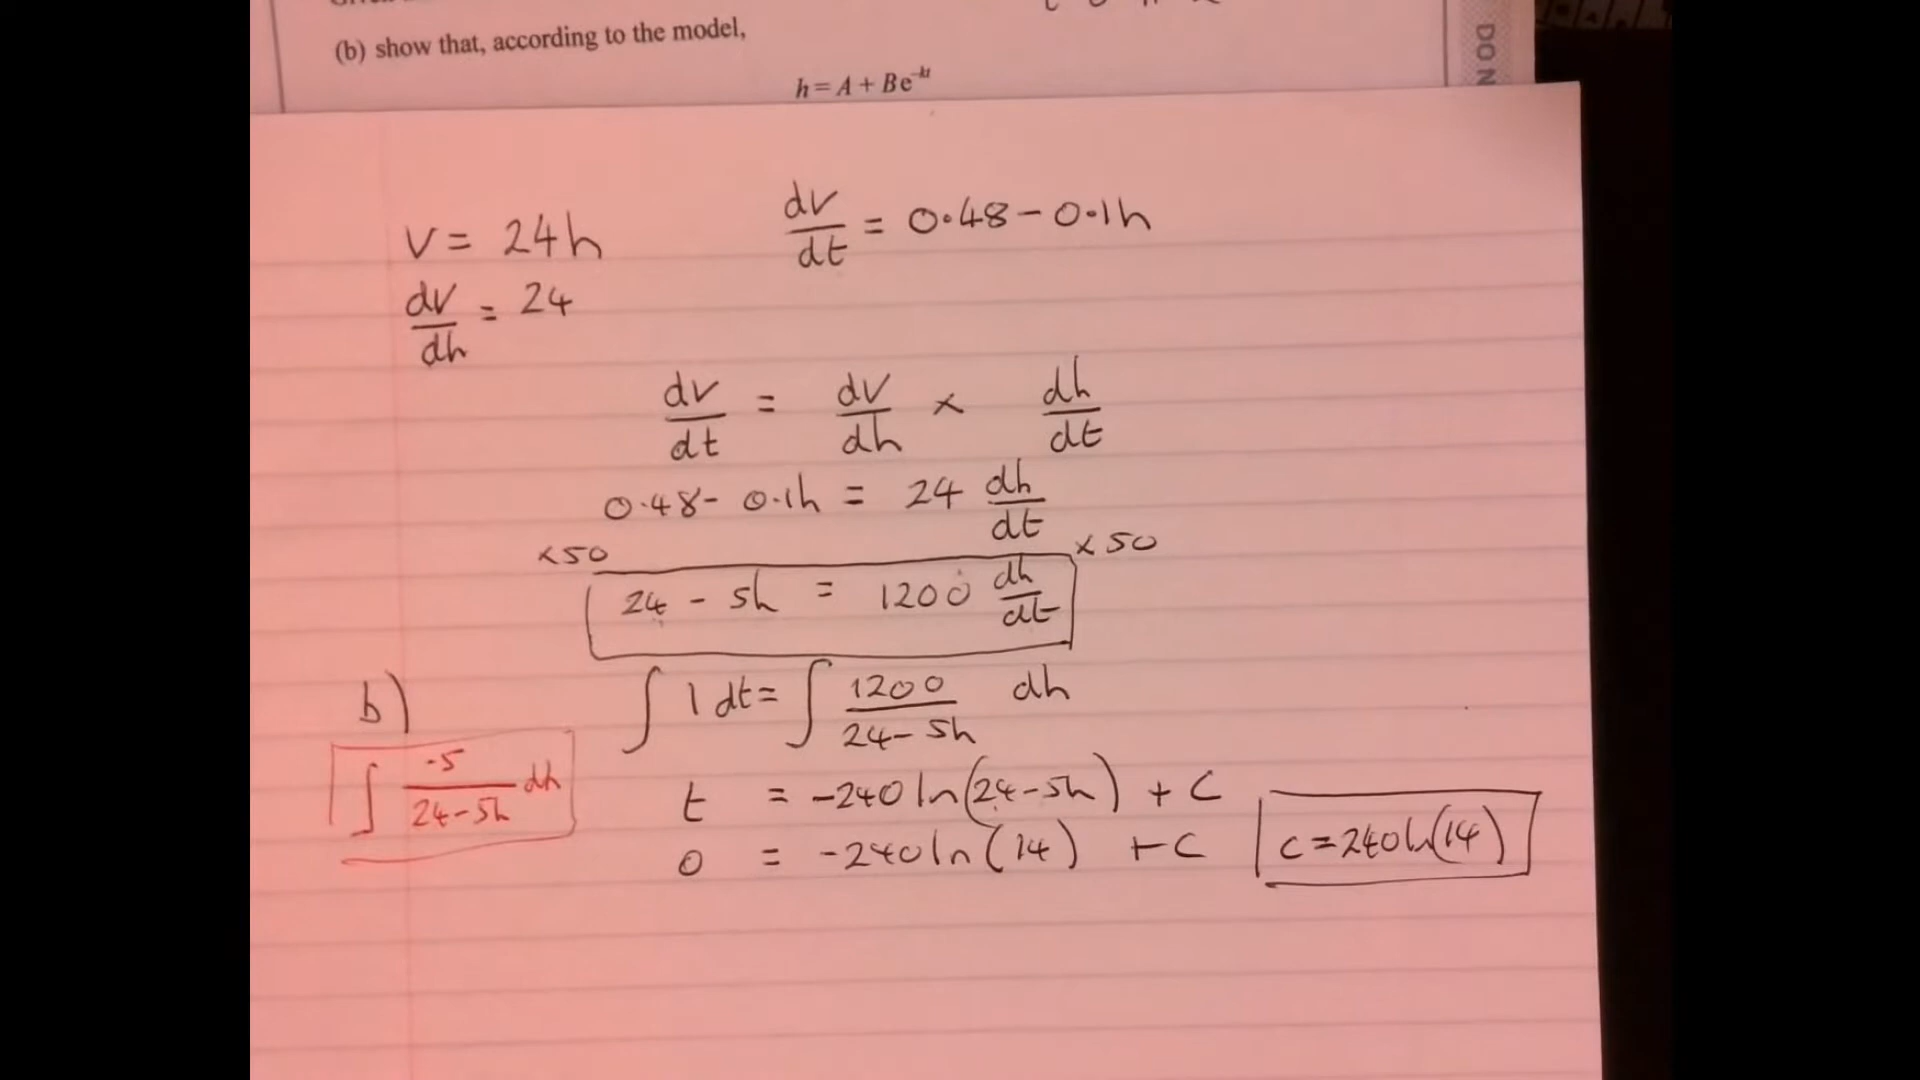 (b) show that, according to the model,
h = A + Be^{-kt}
DO N
V = 24h
dV/dt = 0.48 - 0.1h
dV/dh = 24
dV/dt = dV/dh × dh/dt
0.48 - 0.1h = 24 dh/dt
×50 ×50
24 - 5h = 1200 dh/dt
b) ∫ 1 dt = ∫ 1200/(24 - 5h) dh
∫ -5/(24 - 5h) dh
t = -240 ln(24-5h) + C
0 = -240 ln(14) + C
C = 240 ln(14)